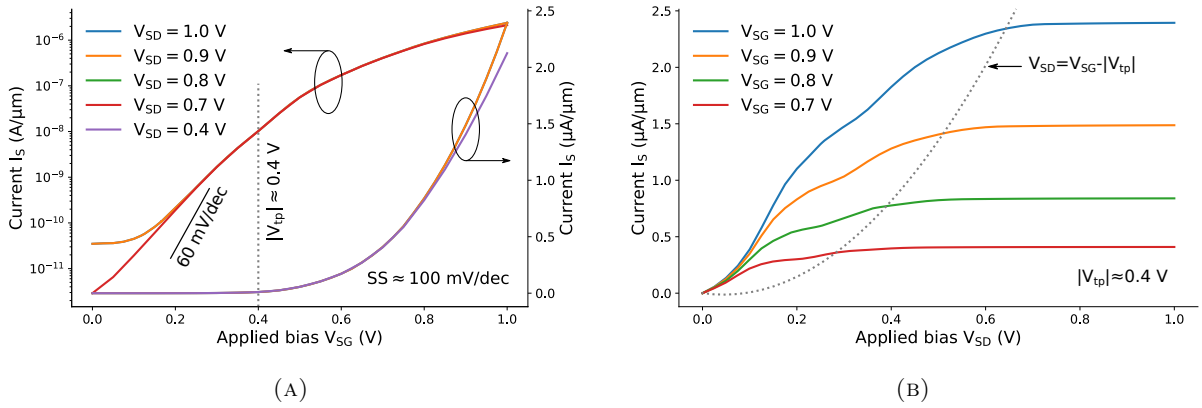 V_SD = 1.0 V
V_SD = 0.9 V
V_SD = 0.8 V
V_SD = 0.7 V
V_SD = 0.4 V
10⁻⁶
10⁻⁷
10⁻⁸
10⁻⁹
10⁻¹⁰
10⁻¹¹
Current I_S (A/μm)
60 mV/dec
|V_tp|≈0.4 V
SS ≈ 100 mV/dec
2.5
2.0
1.5
1.0
0.5
0.0
Current I_S (μA/μm)
0.0 0.2 0.4 0.6 0.8 1.0
Applied bias V_SG (V)
(A)
V_SG = 1.0 V
V_SG = 0.9 V
V_SG = 0.8 V
V_SG = 0.7 V
V_SD=V_SG-|V_tp|
|V_tp|≈0.4 V
2.5
2.0
1.5
1.0
0.5
0.0
Current I_S (μA/μm)
0.0 0.2 0.4 0.6 0.8 1.0
Applied bias V_SD (V)
(B)